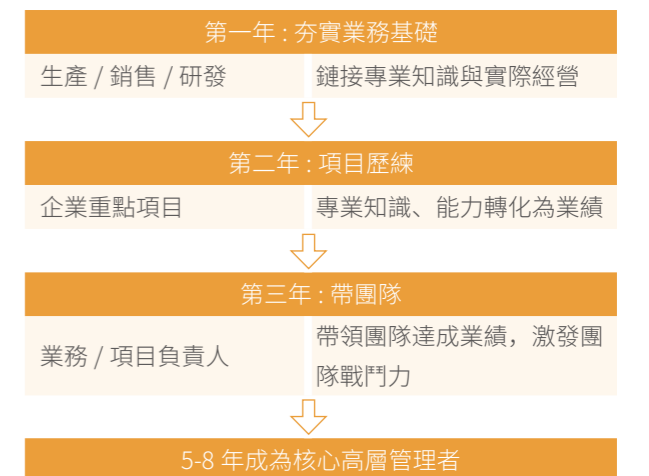 第一年 : 夯實業務基礎
生產 / 銷售 / 研發
鏈接專業知識與實際經營
第二年 : 項目歷練
企業重點項目
專業知識、能力轉化為業績
第三年 : 帶團隊
業務 / 項目負責人
帶領團隊達成業績，激發團
隊戰鬥力
5-8 年成為核心高層管理者